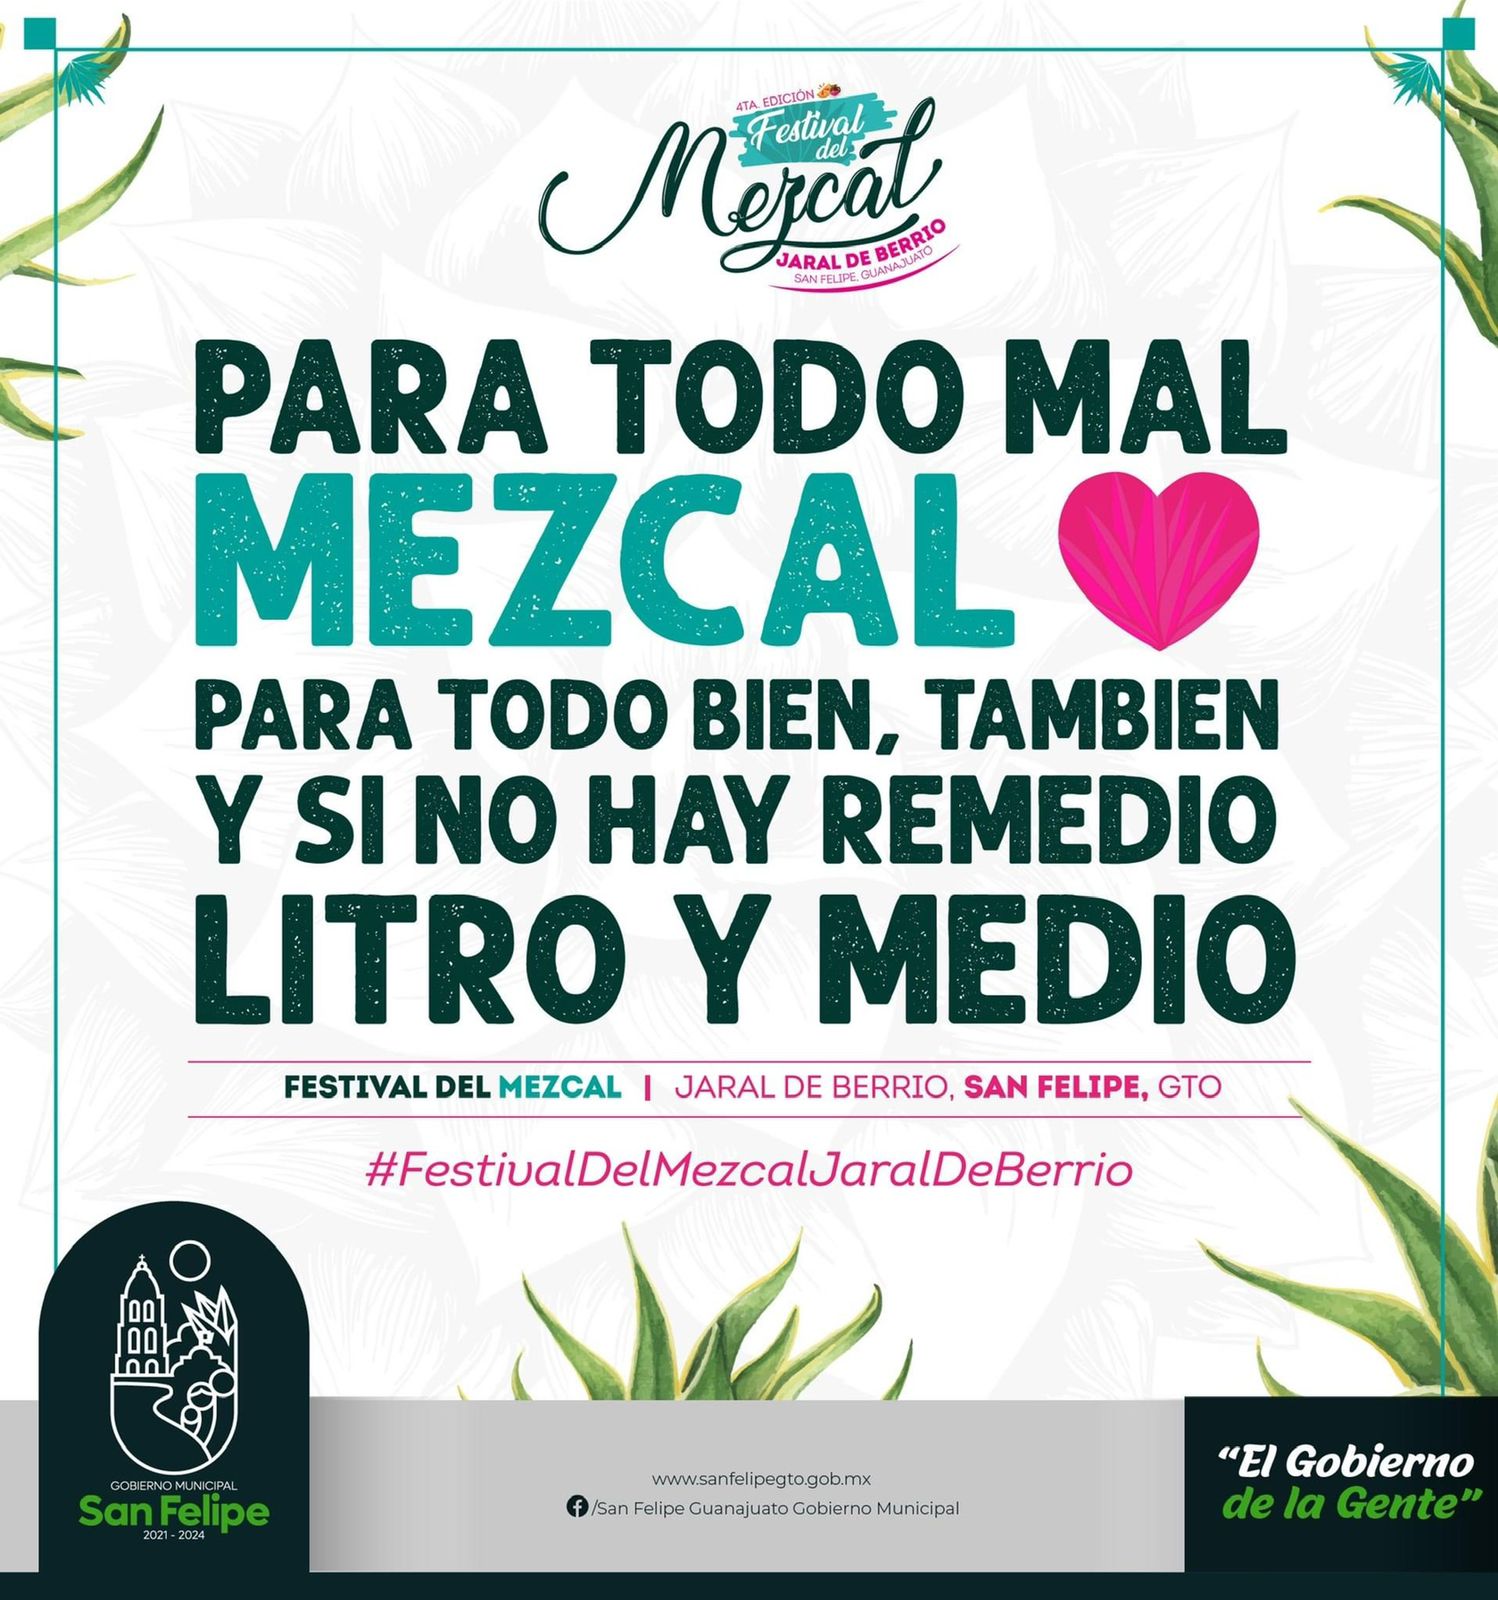 4TA. EDICIÓN
Festival
del
Mezcal
JARAL DE BERRIO
SAN FELIPE, GUANAJUATO
PARA TODO MAL
MEZCAL
PARA TODO BIEN, TAMBIEN
Y SI NO HAY REMEDIO
LITRO Y MEDIO
FESTIVAL DEL MEZCAL | JARAL DE BERRIO, SAN FELIPE, GTO
#FestivalDelMezcalJaralDeBerrio
GOBIERNO MUNICIPAL
San Felipe
2021 - 2024
www.sanfelipegto.gob.mx
/San Felipe Guanajuato Gobierno Municipal
“El Gobierno
de la Gente”